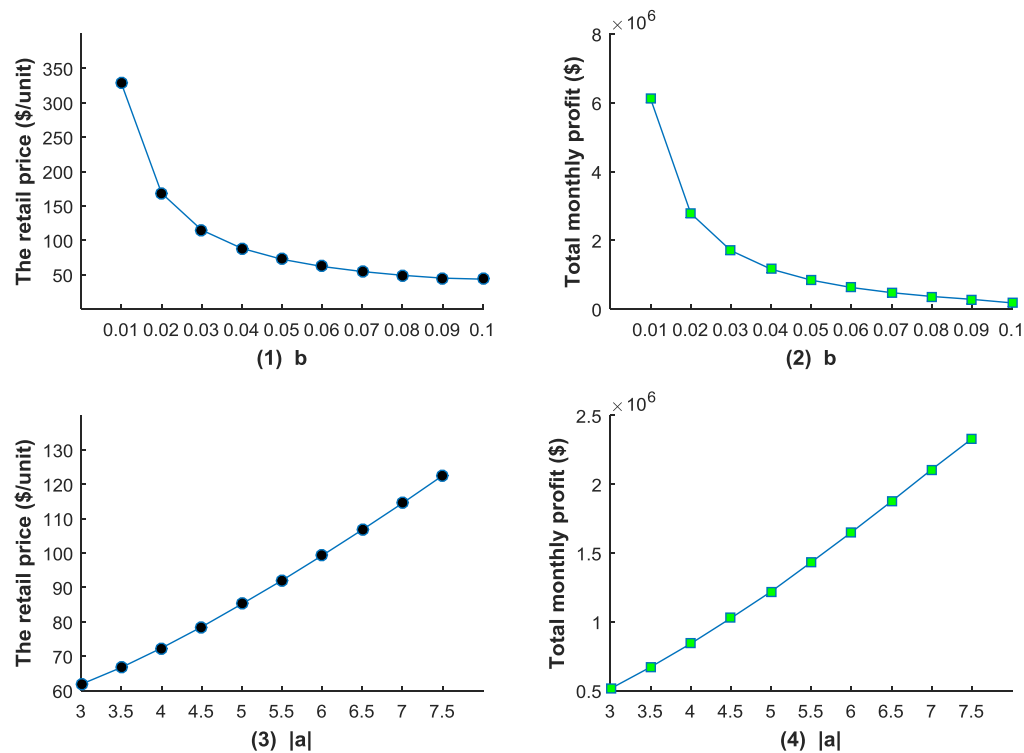 The retail price ($/unit)
350
300
250
200
150
100
50
0.01 0.02 0.03 0.04 0.05 0.06 0.07 0.08 0.09 0.1
(1) b
× 10^6
Total monthly profit ($)
8
6
4
2
0
0.01 0.02 0.03 0.04 0.05 0.06 0.07 0.08 0.09 0.1
(2) b
The retail price ($/unit)
130
120
110
100
90
80
70
60
3 3.5 4 4.5 5 5.5 6 6.5 7 7.5
(3) |a|
× 10^6
Total monthly profit ($)
2.5
2
1.5
1
0.5
3 3.5 4 4.5 5 5.5 6 6.5 7 7.5
(4) |a|